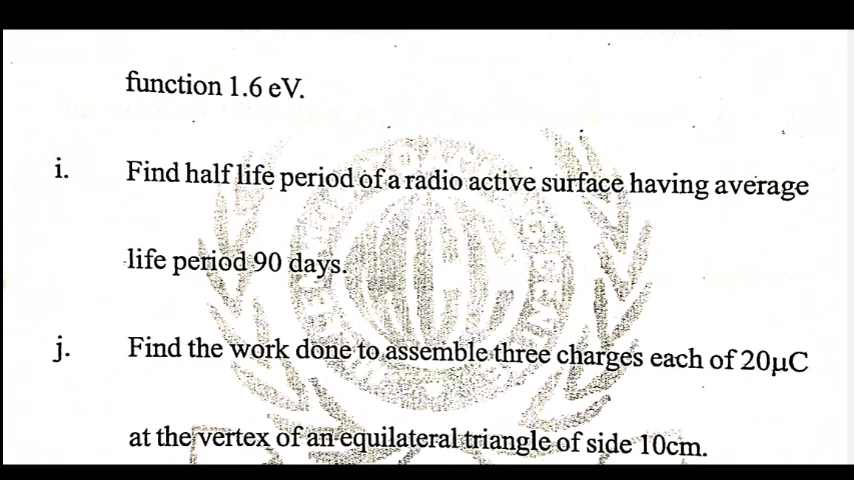 function 1.6 eV.
i. Find half life period of a radio active surface having average
life period 90 days.
j. Find the work done to assemble three charges each of 20μC
at the vertex of an equilateral triangle of side 10cm.